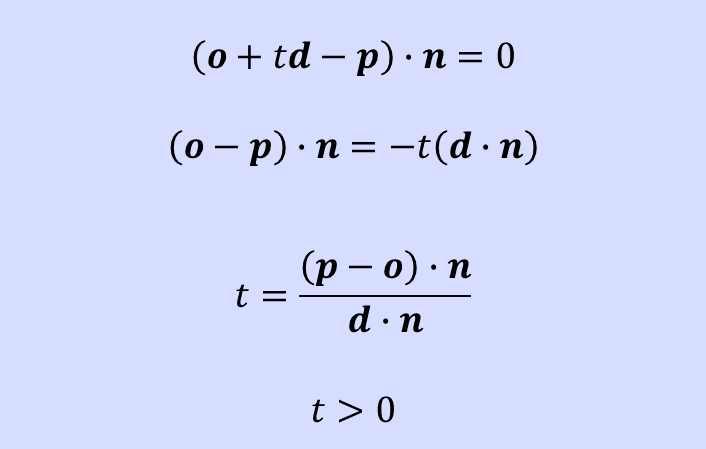 (o + td − p) · n = 0
(o − p) · n = −t(d · n)
t = (p − o) · n / d · n
t > 0